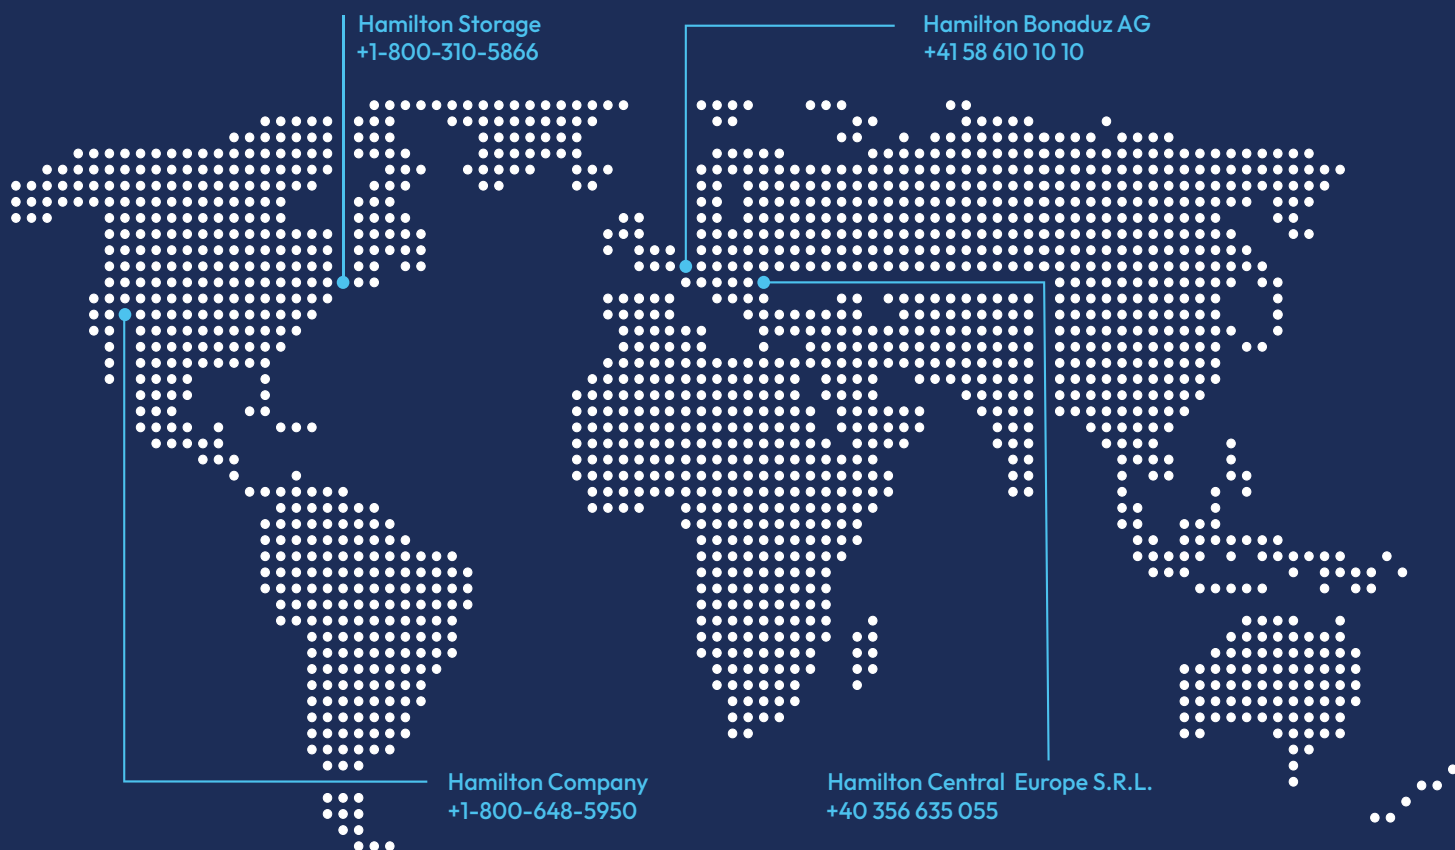 Hamilton Storage
+1-800-310-5866
Hamilton Bonaduz AG
+41 58 610 10 10
Hamilton Company
+1-800-648-5950
Hamilton Central Europe S.R.L.
+40 356 635 055